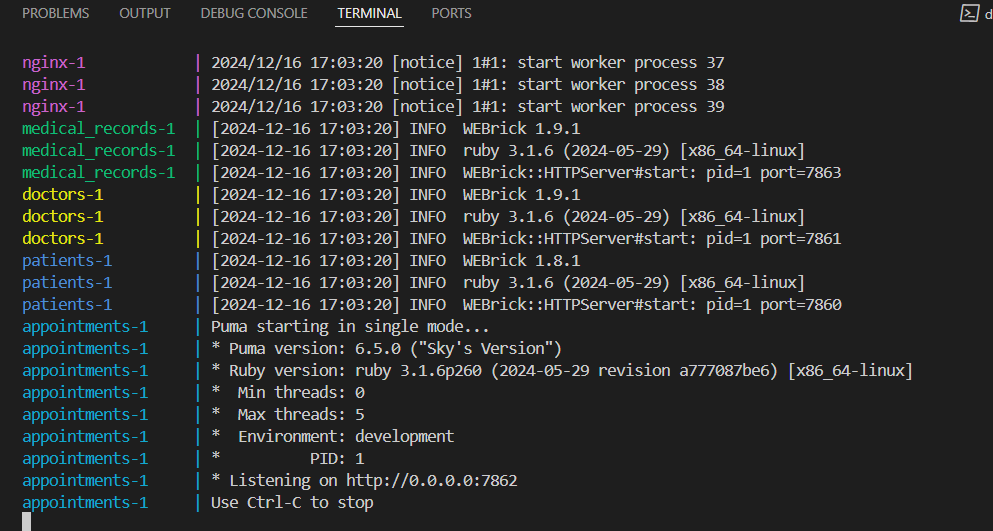 PROBLEMS OUTPUT DEBUG CONSOLE TERMINAL PORTS d
nginx-1 | 2024/12/16 17:03:20 [notice] 1#1: start worker process 37
nginx-1 | 2024/12/16 17:03:20 [notice] 1#1: start worker process 38
nginx-1 | 2024/12/16 17:03:20 [notice] 1#1: start worker process 39
medical_records-1 | [2024-12-16 17:03:20] INFO  WEBrick 1.9.1
medical_records-1 | [2024-12-16 17:03:20] INFO  ruby 3.1.6 (2024-05-29) [x86_64-linux]
medical_records-1 | [2024-12-16 17:03:20] INFO  WEBrick::HTTPServer#start: pid=1 port=7863
doctors-1 | [2024-12-16 17:03:20] INFO  WEBrick 1.9.1
doctors-1 | [2024-12-16 17:03:20] INFO  ruby 3.1.6 (2024-05-29) [x86_64-linux]
doctors-1 | [2024-12-16 17:03:20] INFO  WEBrick::HTTPServer#start: pid=1 port=7861
patients-1 | [2024-12-16 17:03:20] INFO  WEBrick 1.8.1
patients-1 | [2024-12-16 17:03:20] INFO  ruby 3.1.6 (2024-05-29) [x86_64-linux]
patients-1 | [2024-12-16 17:03:20] INFO  WEBrick::HTTPServer#start: pid=1 port=7860
appointments-1 | Puma starting in single mode...
appointments-1 | * Puma version: 6.5.0 ("Sky's Version")
appointments-1 | * Ruby version: ruby 3.1.6p260 (2024-05-29 revision a777087be6) [x86_64-linux]
appointments-1 | *  Min threads: 0
appointments-1 | *  Max threads: 5
appointments-1 | *  Environment: development
appointments-1 | *          PID: 1
appointments-1 | * Listening on http://0.0.0.0:7862
appointments-1 | Use Ctrl-C to stop